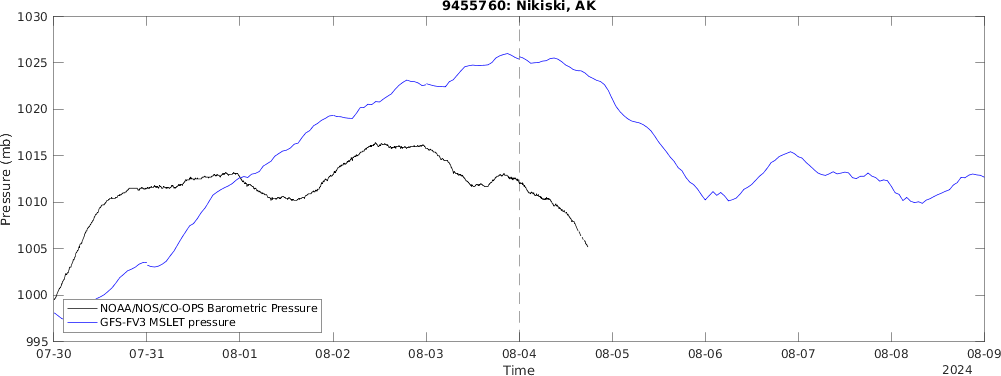 9455760: Nikiski, AK
1030
1025
1020
1015
1010
1005
1000
995
Pressure (mb)
NOAA/NOS/CO-OPS Barometric Pressure
GFS-FV3 MSLET pressure
07-30 07-31 08-01 08-02 08-03 08-04 08-05 08-06 08-07 08-08 08-09
Time
2024